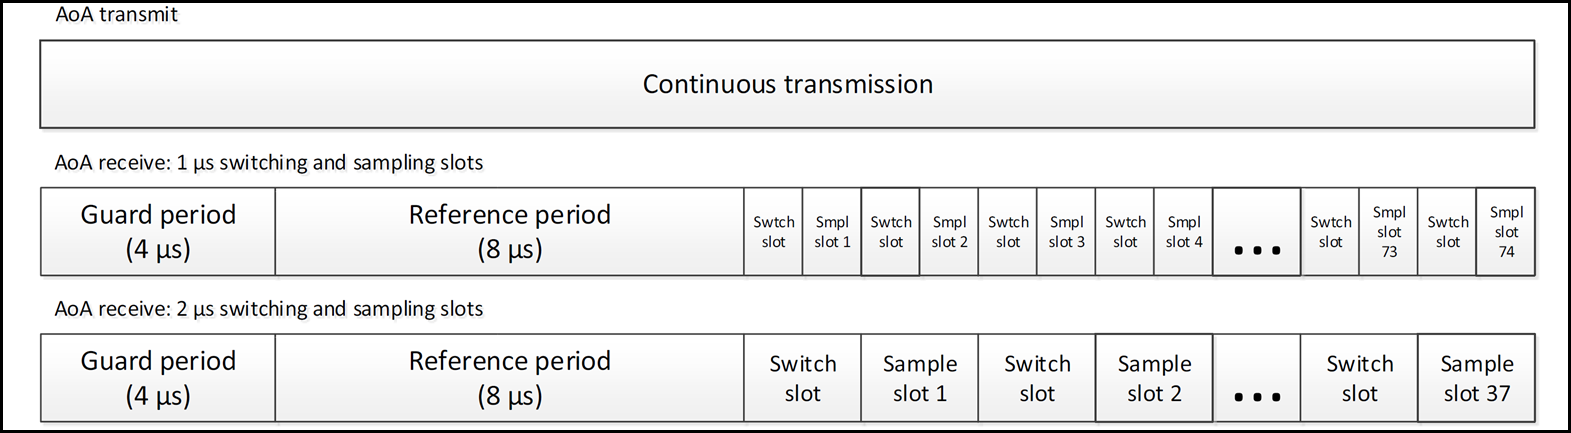 AoA transmit
Continuous transmission
AoA receive: 1 µs switching and sampling slots
Guard period
(4 µs)
Reference period
(8 µs)
Swtch
slot
Smpl
slot 1
Swtch
slot
Smpl
slot 2
Swtch
slot
Smpl
slot 3
Swtch
slot
Smpl
slot 4
...
Swtch
slot
Smpl
slot
73
Swtch
slot
Smpl
slot
74
AoA receive: 2 µs switching and sampling slots
Guard period
(4 µs)
Reference period
(8 µs)
Switch
slot
Sample
slot 1
Switch
slot
Sample
slot 2
...
Switch
slot
Sample
slot 37